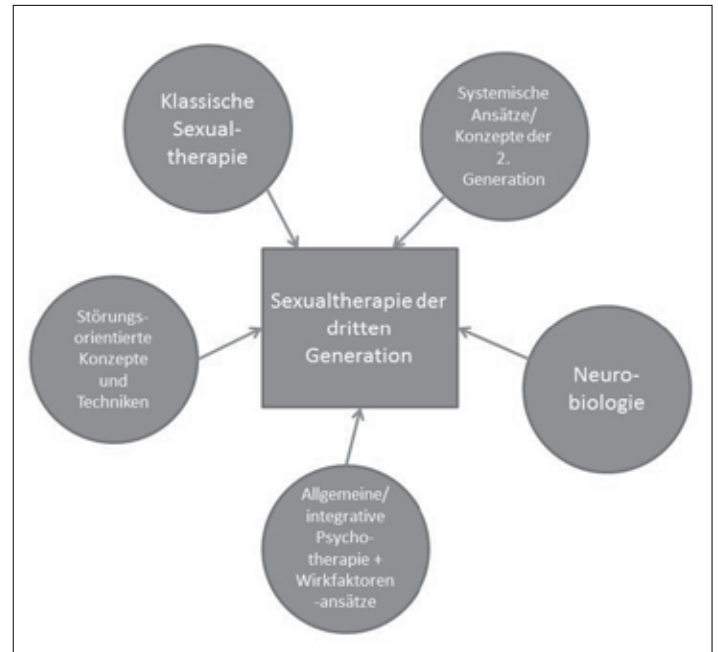 Klassische
Sexual-
therapie
Systemische
Ansätze/
Konzepte der
2.
Generation
Sexualtherapie der
dritten
Generation
Störungs-
orientierte
Konzepte
und
Techniken
Neuro-
biologie
Allgemeine/
integrative
Psycho-
therapie +
Wirkfaktoren
-ansätze